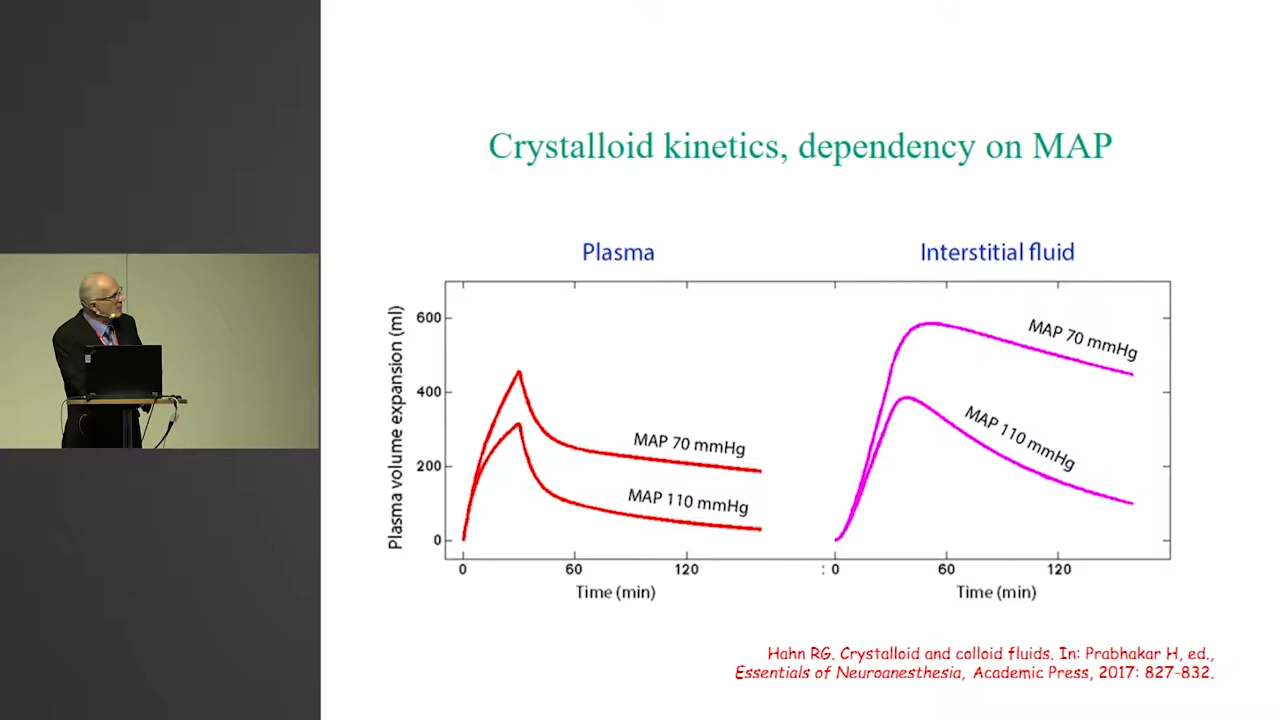 Crystalloid kinetics, dependency on MAP
Plasma
Interstitial fluid
Plasma volume expansion (ml)
600
400
200
0
MAP 70 mmHg
MAP 110 mmHg
0
60
120
Time (min)
MAP 70 mmHg
MAP 110 mmHg
: 0
60
120
Time (min)
Hahn RG. Crystalloid and colloid fluids. In: Prabhakar H, ed.,
Essentials of Neuroanesthesia, Academic Press, 2017: 827-832.